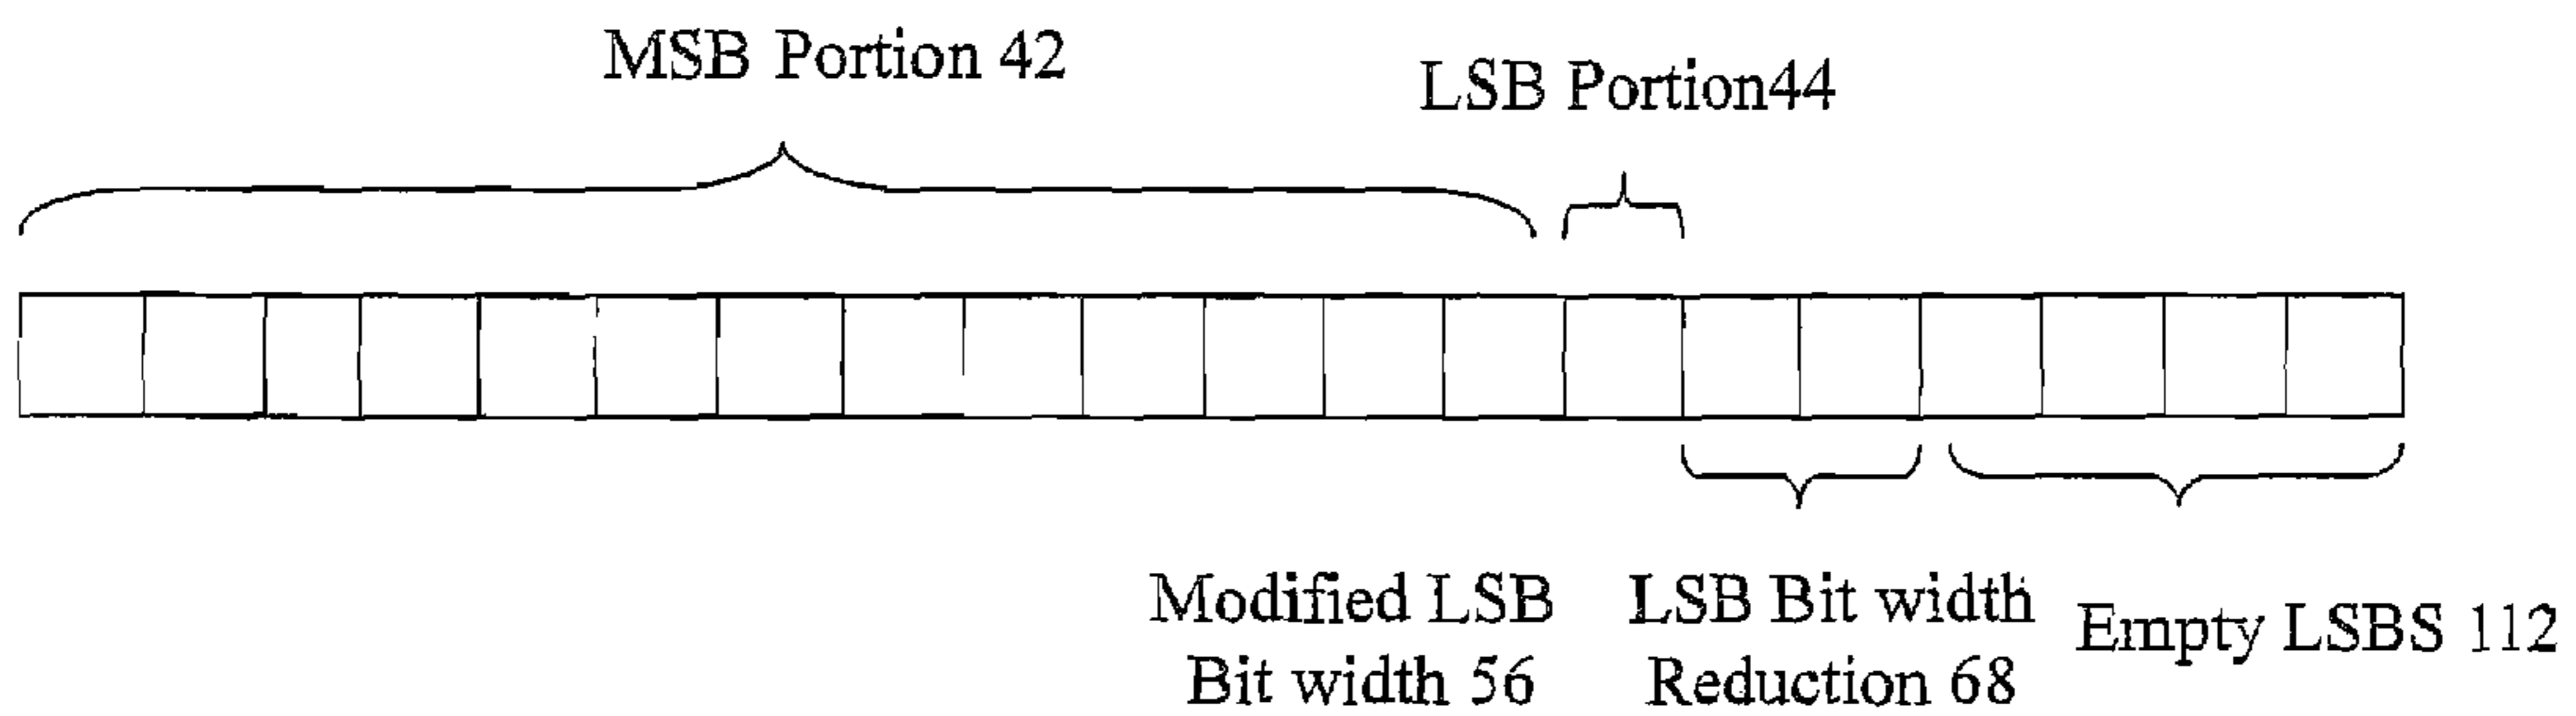 MSB Portion 42
LSB Portion44
Modified LSB
Bit width 56
LSB Bit width
Reduction 68
Empty LSBS 112